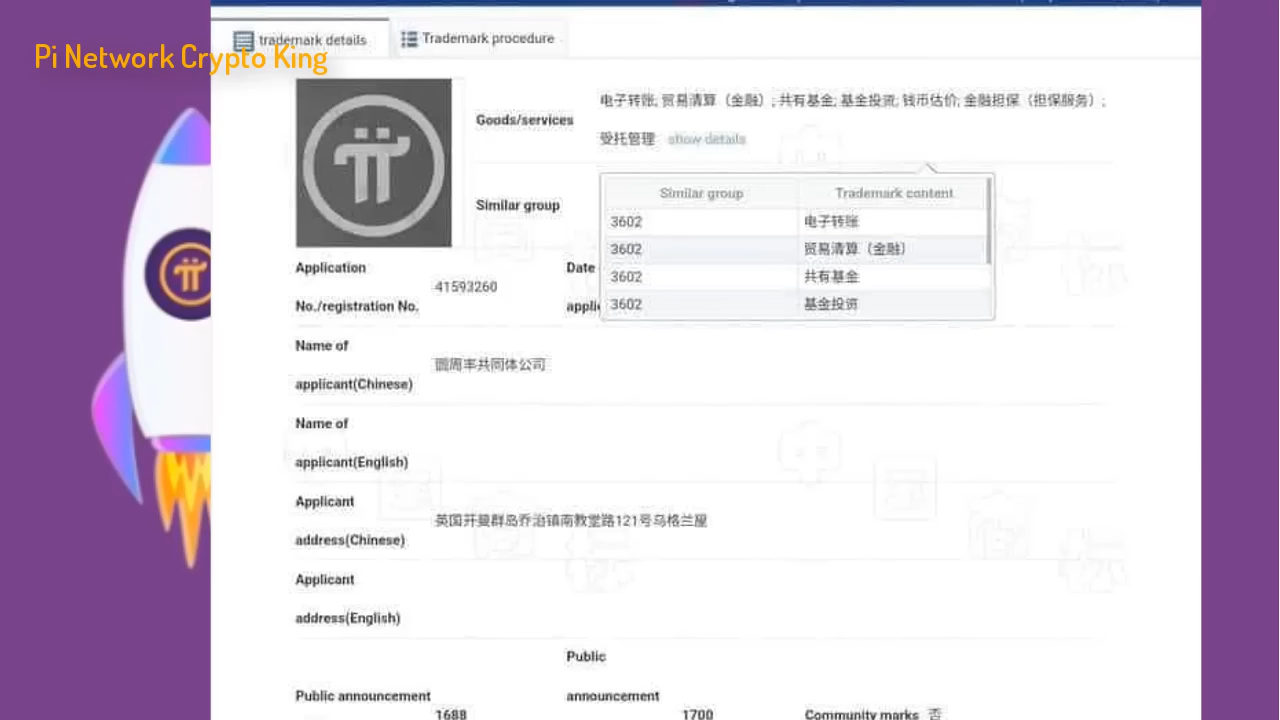 trademark details
Trademark procedure
Pi Network Crypto King
Goods/services
电子转账; 贸易清算（金融）; 共有基金; 基金投资; 钱币估价; 金融担保（担保服务）;
受托管理 show details
Similar group
Similar group Trademark content
3602 电子转账
3602 贸易清算（金融）
3602 共有基金
3602 基金投资
Application
No./registration No.
41593260
Date
applic
Name of
applicant(Chinese)
圆周率共同体公司
Name of
applicant(English)
Applicant
address(Chinese)
英国开曼群岛乔治镇南教堂路121号乌格兰屋
Applicant
address(English)
Public announcement
1688
Public
announcement
1700
Community marks 否